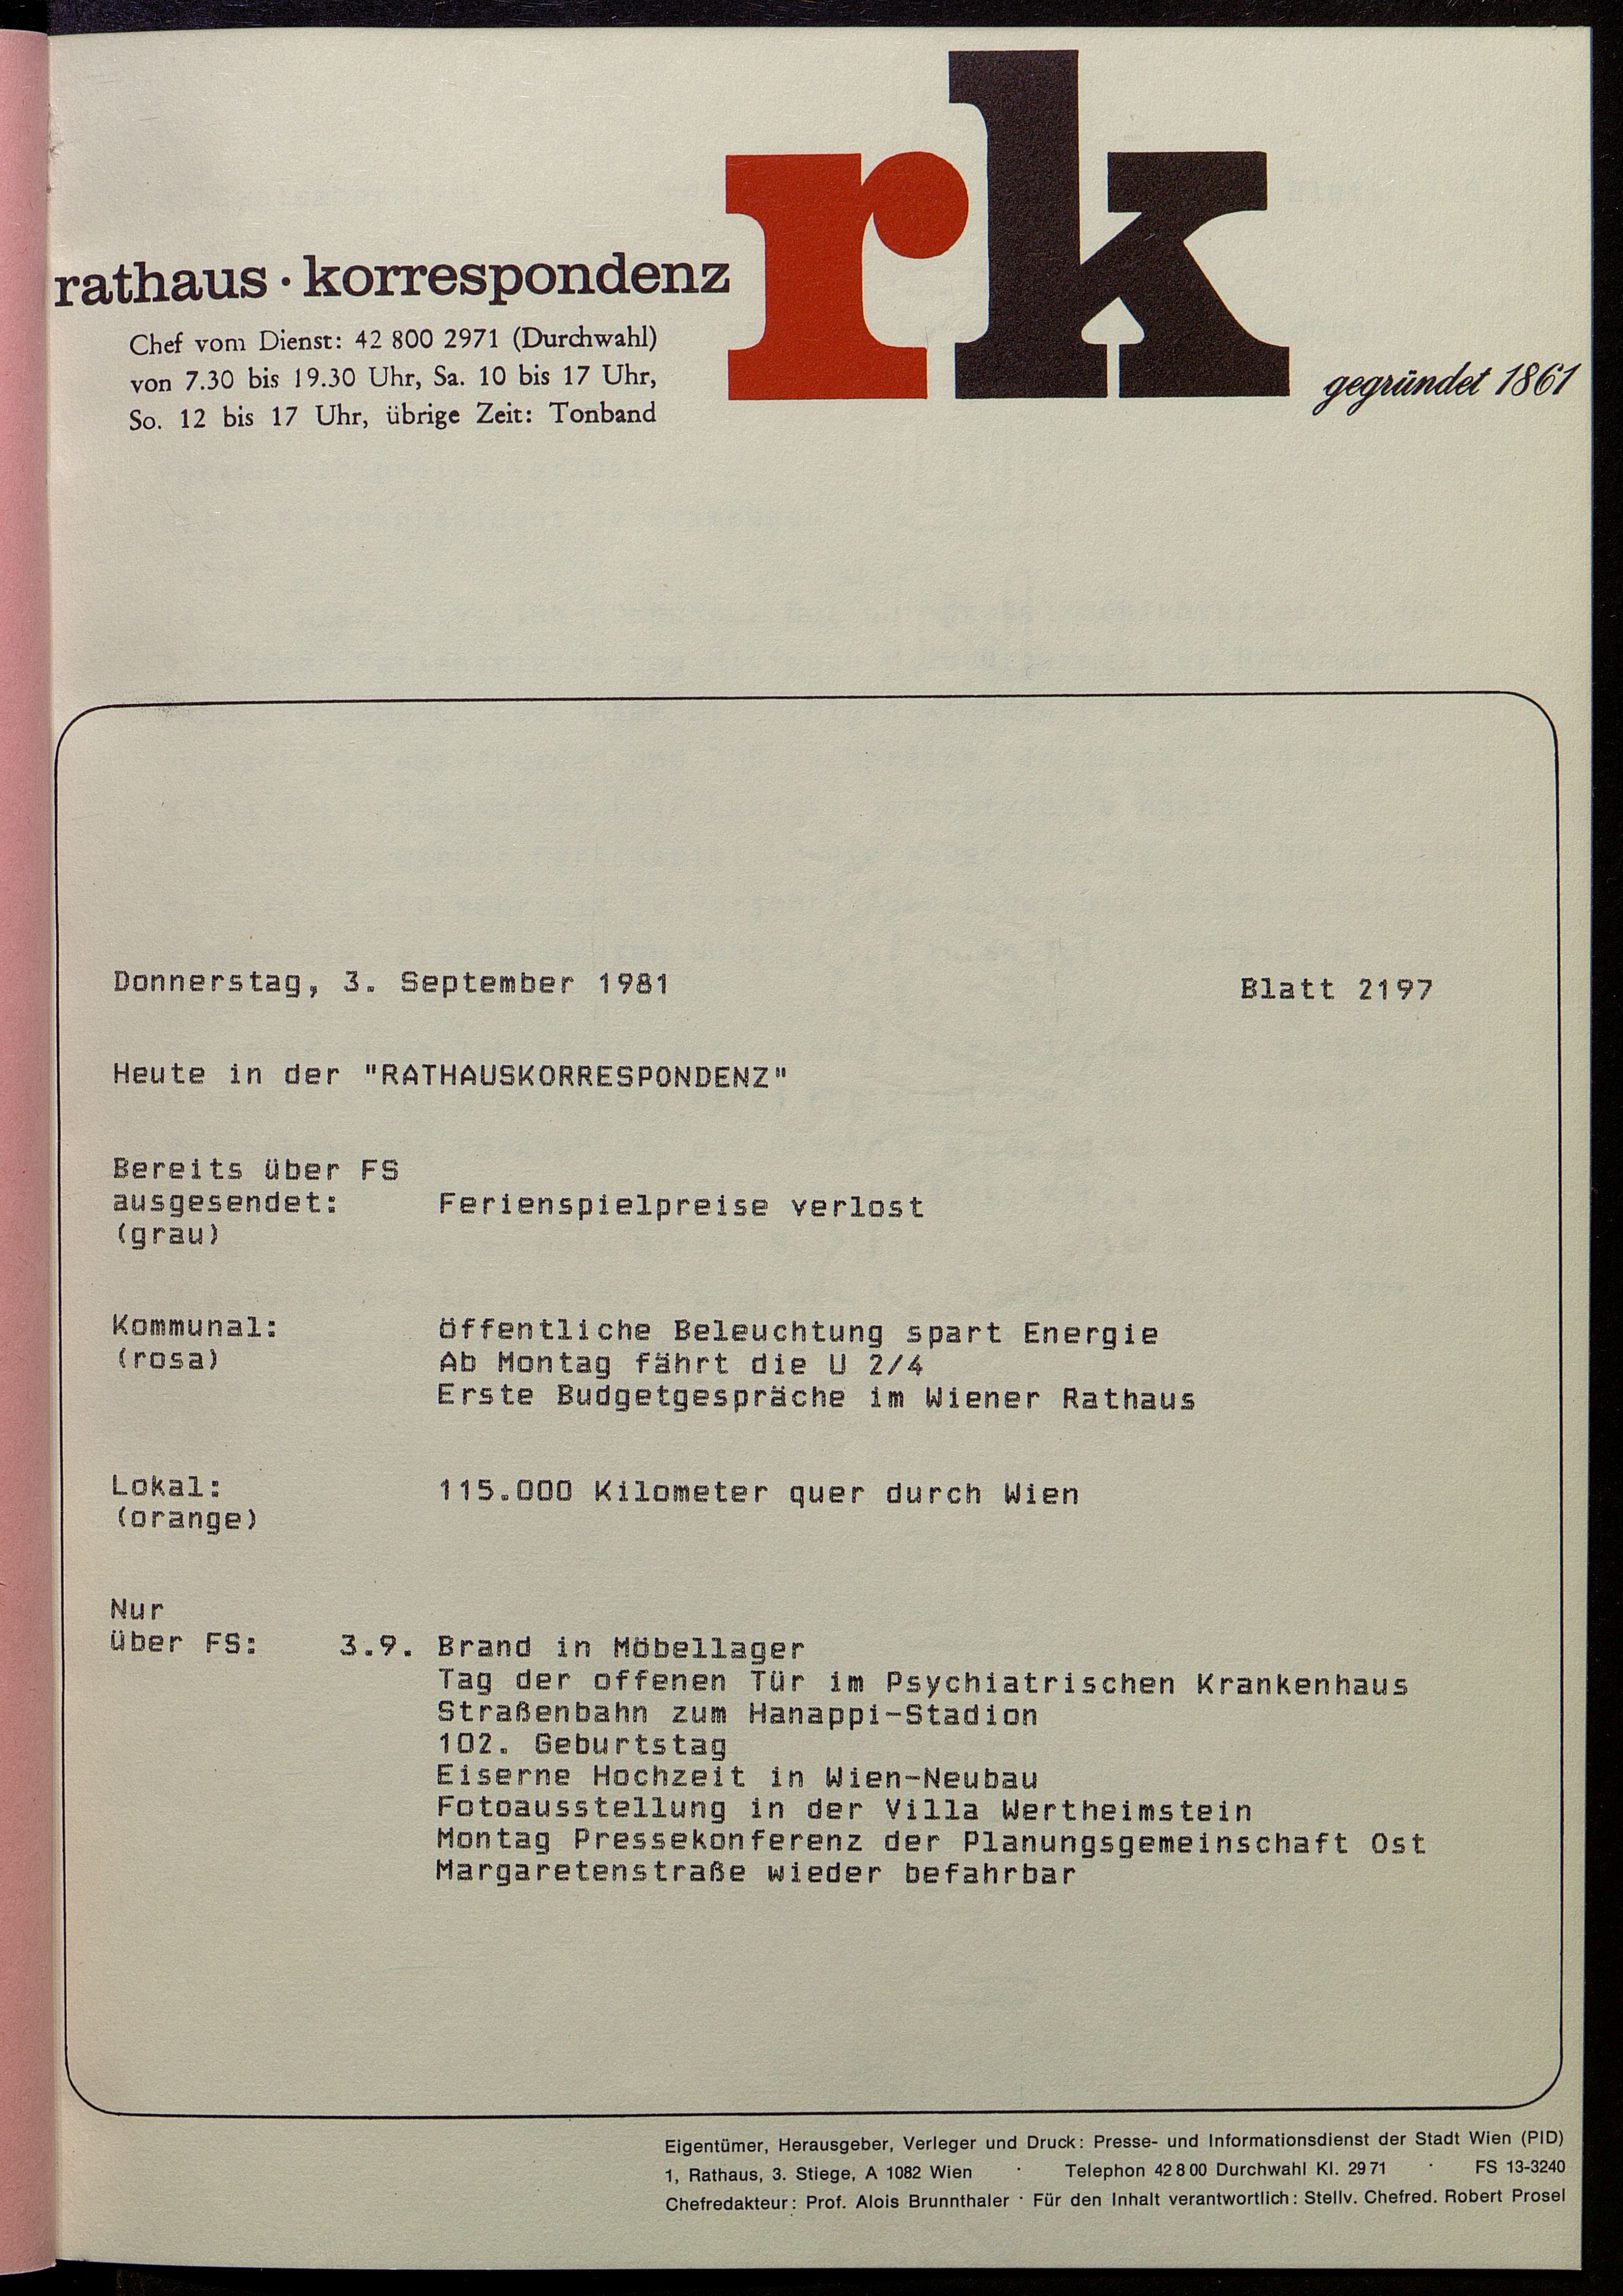 rk
rathaus · korrespondenz
Chef vom Dienst: 42 800 2971 (Durchwahl)
von 7.30 bis 19.30 Uhr, Sa. 10 bis 17 Uhr,
So. 12 bis 17 Uhr, übrige Zeit: Tonband
gegründet 1861
Donnerstag, 3. September 1981 Blatt 2197
Heute in der "RATHAUSKORRESPONDENZ"
Bereits über FS
ausgesendet: Ferienspielpreise verlost
(grau)
Kommunal: öffentliche Beleuchtung spart Energie
(rosa) Ab Montag fährt die U 2/4
Erste Budgetgespräche im Wiener Rathaus
Lokal: 115.000 Kilometer quer durch Wien
(orange)
Nur
über FS: 3.9. Brand in Möbellager
Tag der offenen Tür im Psychiatrischen Krankenhaus
Straßenbahn zum Hanappi-Stadion
102. Geburtstag
Eiserne Hochzeit in Wien-Neubau
Fotoausstellung in der Villa Wertheimstein
Montag Pressekonferenz der Planungsgemeinschaft Ost
Margaretenstraße wieder befahrbar
Eigentümer, Herausgeber, Verleger und Druck: Presse- und Informationsdienst der Stadt Wien (PID)
1, Rathaus, 3. Stiege, A 1082 Wien · Telephon 42 8 00 Durchwahl Kl. 29 71 · FS 13-3240
Chefredakteur: Prof. Alois Brunnthaler · Für den Inhalt verantwortlich: Stellv. Chefred. Robert Prosel